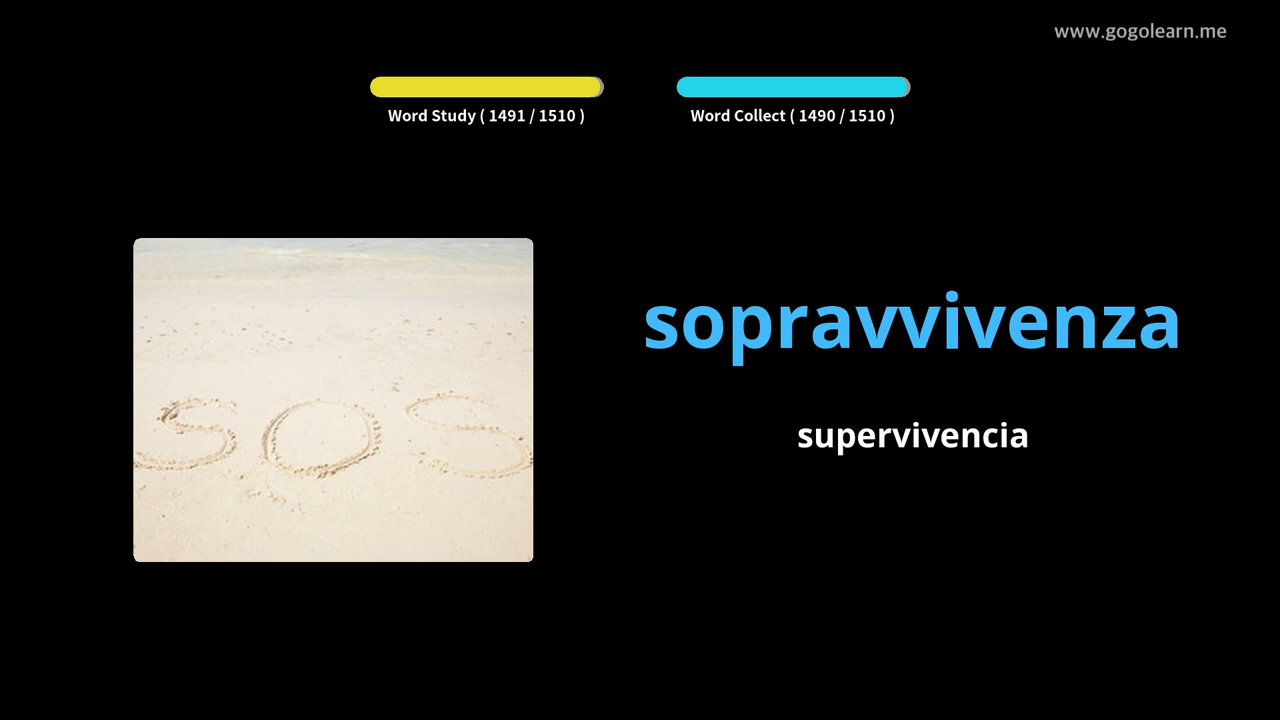 www.gogolearn.me
Word Study ( 1491 / 1510 )
Word Collect ( 1490 / 1510 )
SOS
sopravvivenza
supervivencia